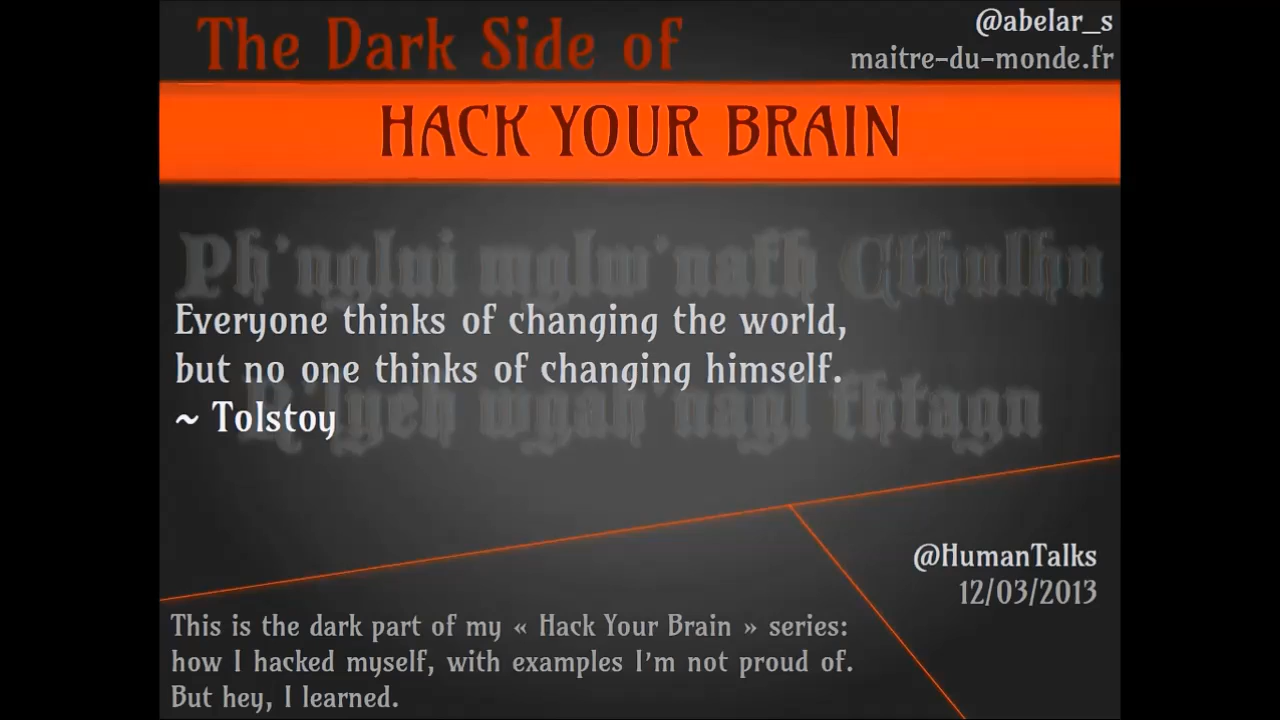 The Dark Side of
@abelar_s
maitre-du-monde.fr
HACK YOUR BRAIN
Ph'nglui mglw'nafh Cthulhu
R'lyeh wgah'nagl fhtagn
Everyone thinks of changing the world,
but no one thinks of changing himself.
~ Tolstoy
@HumanTalks
12/03/2013
This is the dark part of my « Hack Your Brain » series:
how I hacked myself, with examples I'm not proud of.
But hey, I learned.